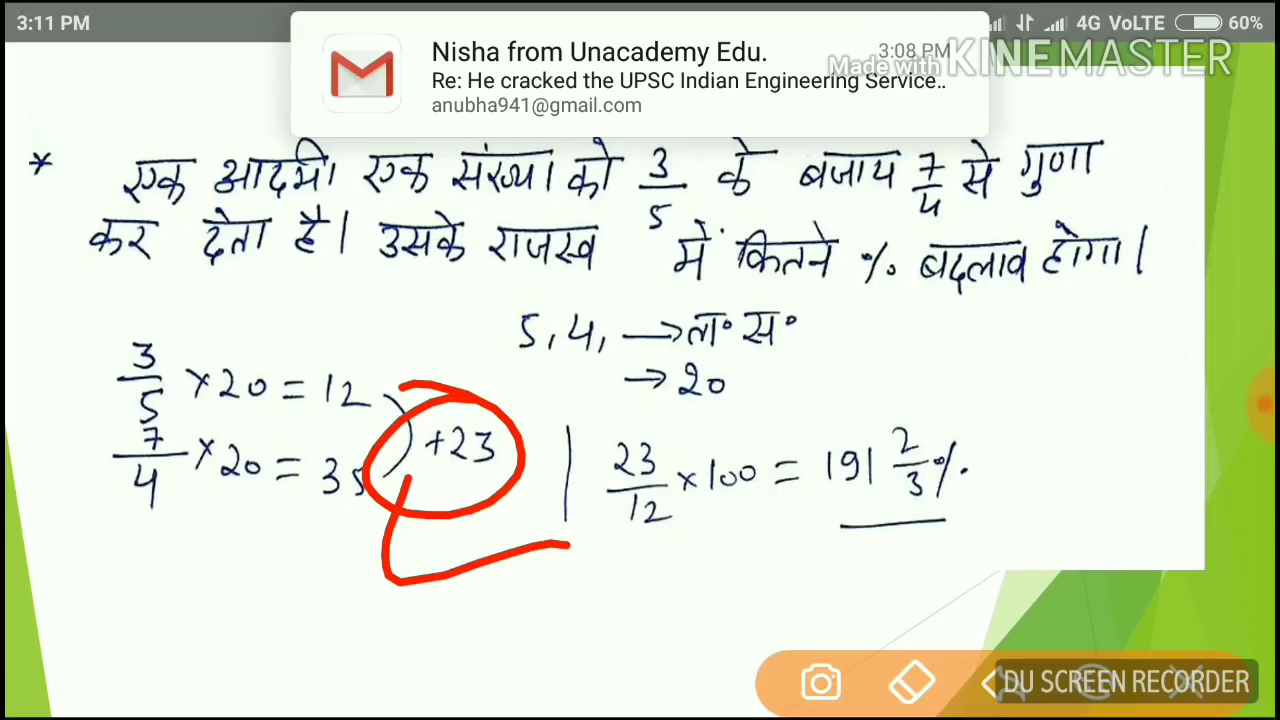 3:11 PM
4G VoLTE 60%
Nisha from Unacademy Edu. 3:08 PM
Re: He cracked the UPSC Indian Engineering Service..
anubha941@gmail.com
Made with KINEMASTER
* एक आदमी एक संख्या को 3/5 के बजाय 7/4 से गुणा
कर देता है। उसके राजस्व में कितने % बदलाव होगा।
5, 4, → ल० स०
→ 20
3/5 × 20 = 12
7/4 × 20 = 35
+23
23/12 × 100 = 191 2/3 %
DU SCREEN RECORDER